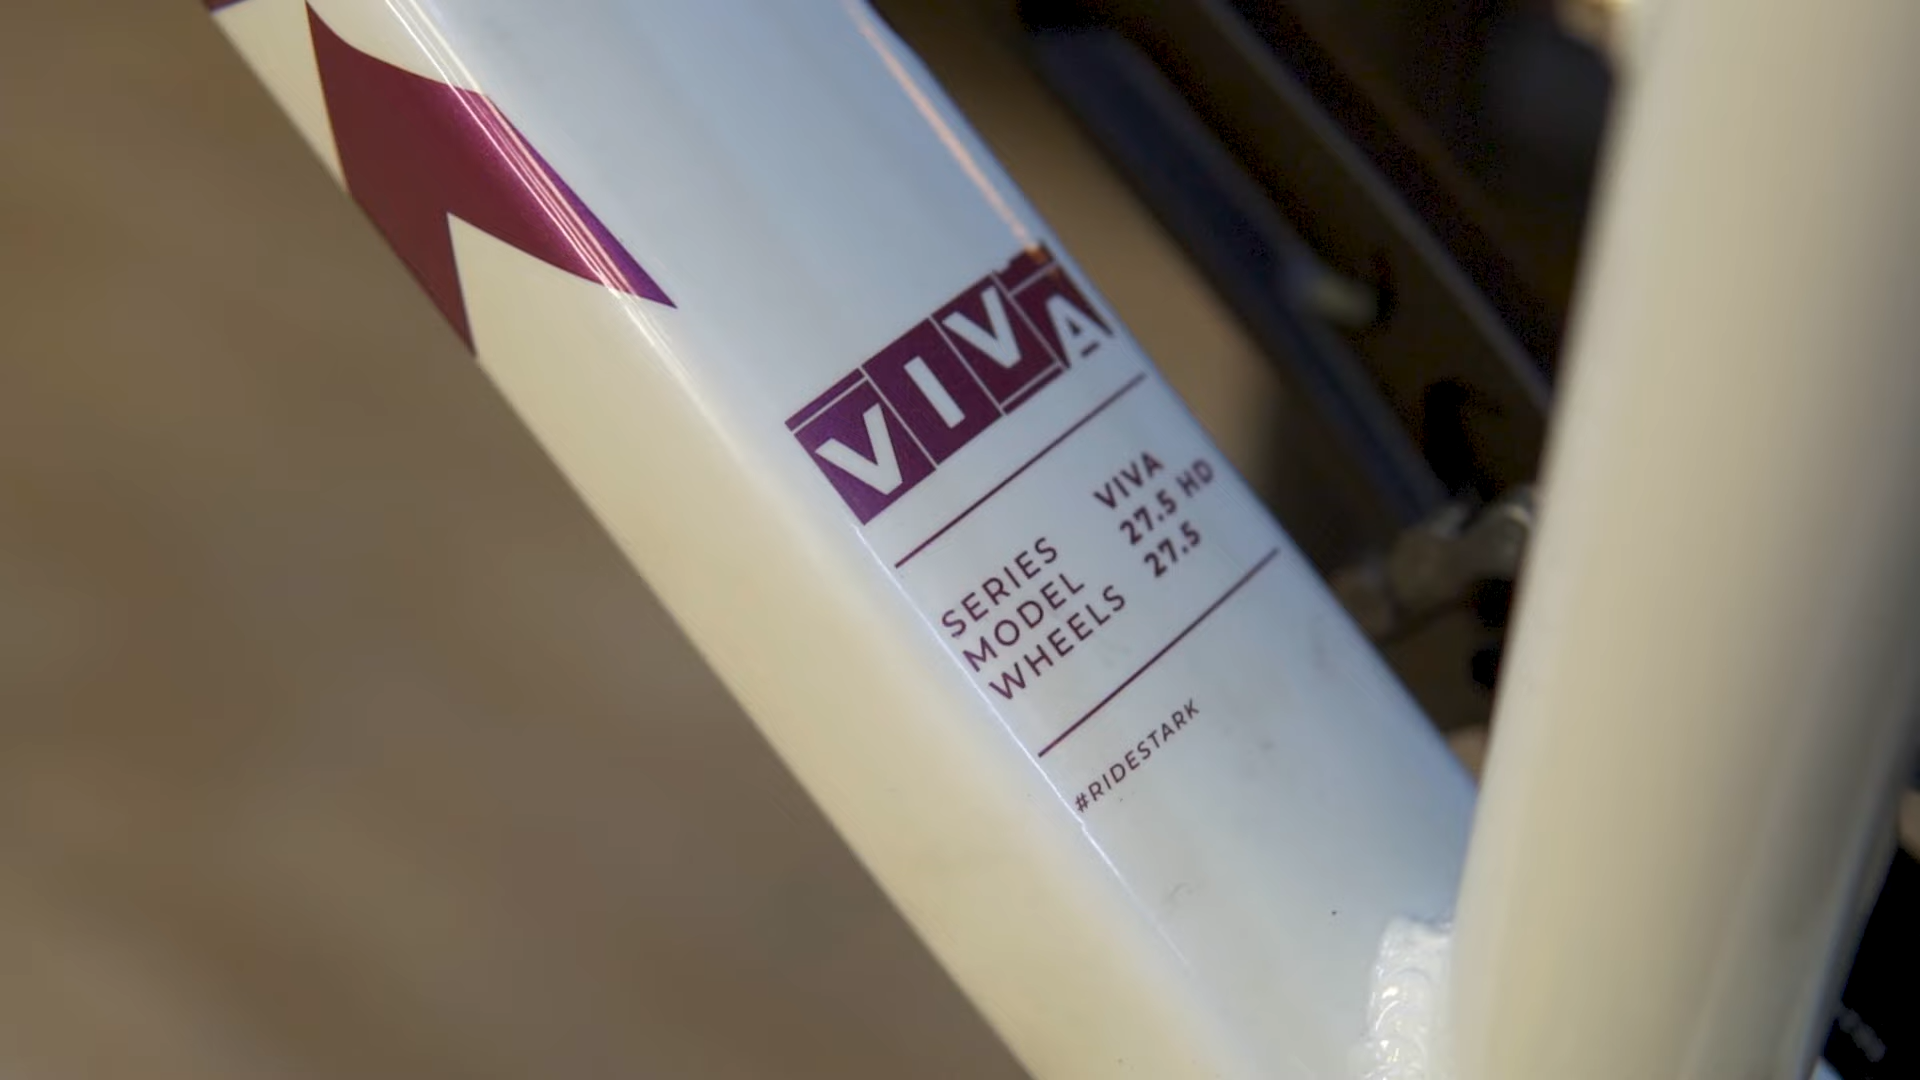 VIVA
SERIES VIVA
MODEL 27.5 HD
WHEELS 27.5
#RIDESTARK